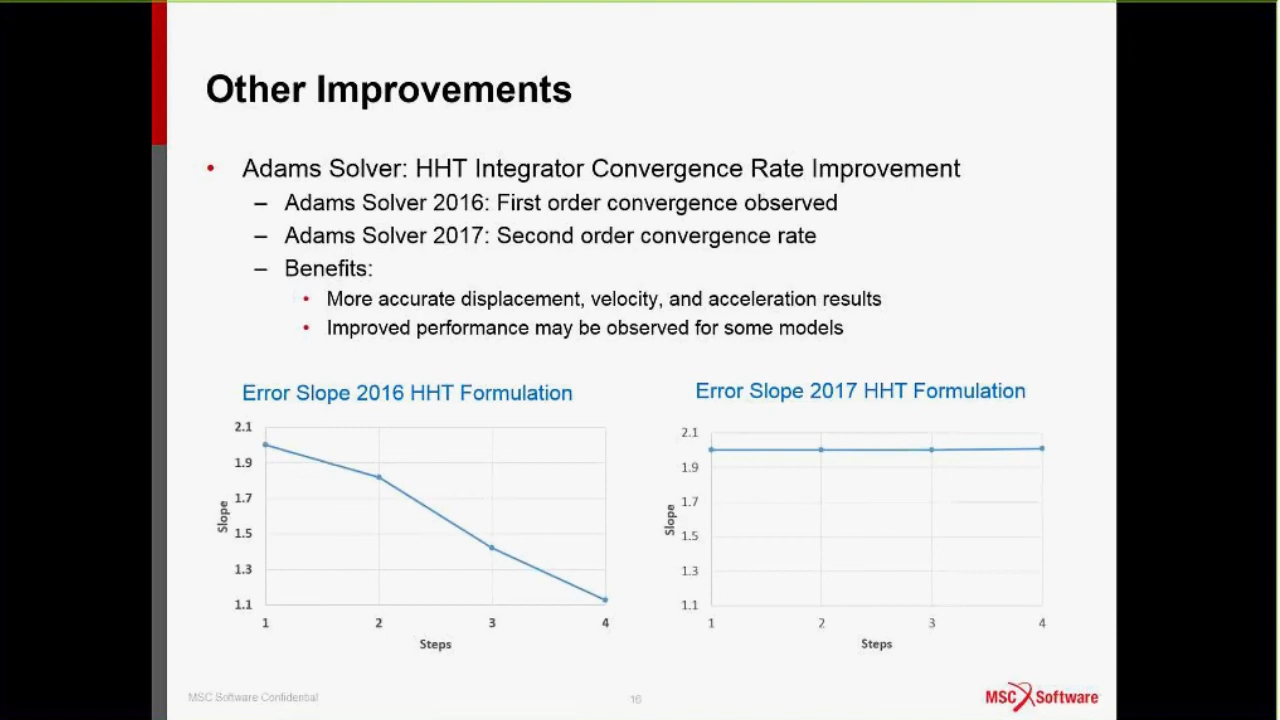 Other Improvements
• Adams Solver: HHT Integrator Convergence Rate Improvement
– Adams Solver 2016: First order convergence observed
– Adams Solver 2017: Second order convergence rate
– Benefits:
• More accurate displacement, velocity, and acceleration results
• Improved performance may be observed for some models
Error Slope 2016 HHT Formulation
2.1
1.9
1.7
1.5
1.3
1.1
Slope
1 2 3 4
Steps
Error Slope 2017 HHT Formulation
2.1
1.9
1.7
1.5
1.3
1.1
Slope
1 2 3 4
Steps
MSC Software Confidential
16
MSC Software